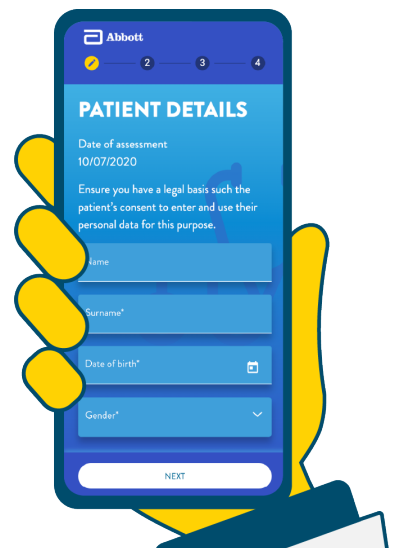 Abbott
2 3 4
PATIENT DETAILS
Date of assessment
10/07/2020
Ensure you have a legal basis such the
patient's consent to enter and use their
personal data for this purpose.
Name
Surname*
Date of birth*
Gender*
NEXT